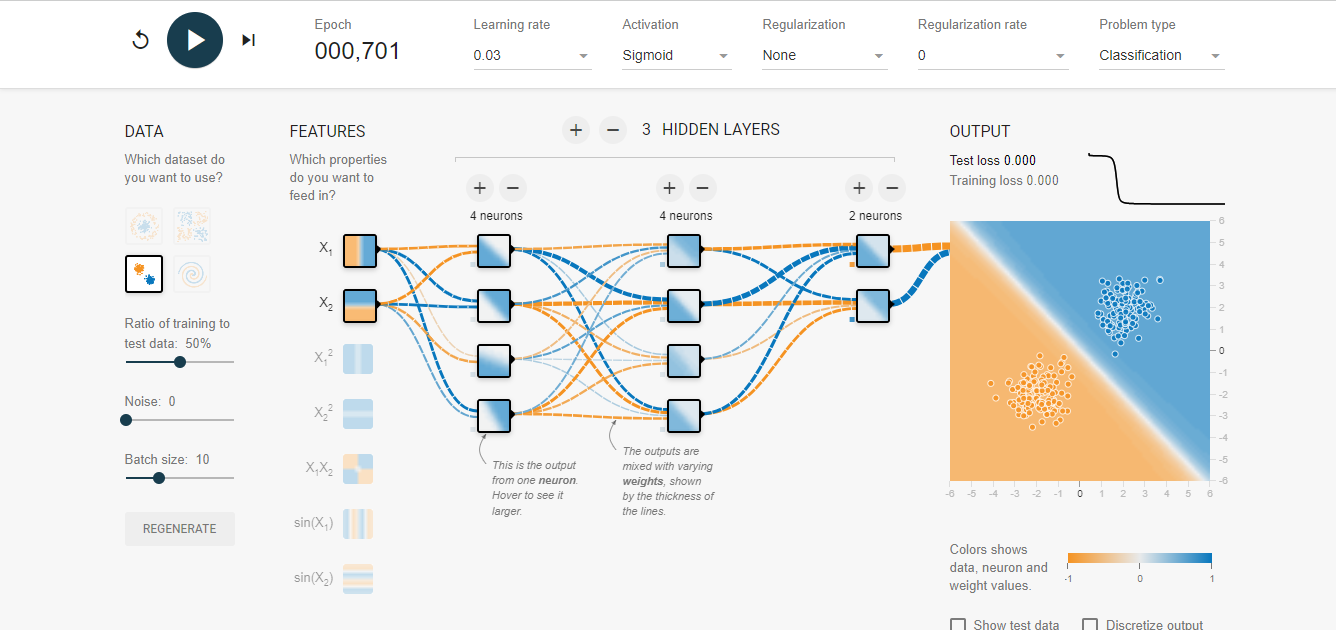 Epoch
000,701
Learning rate
0.03
Activation
Sigmoid
Regularization
None
Regularization rate
0
Problem type
Classification
DATA
Which dataset do
you want to use?
Ratio of training to
test data: 50%
Noise: 0
Batch size: 10
REGENERATE
FEATURES
Which properties
do you want to
feed in?
X₁
X₂
X₁²
X₂²
X₁X₂
sin(X₁)
sin(X₂)
+ − 3 HIDDEN LAYERS
+ −
4 neurons
+ −
4 neurons
+ −
2 neurons
This is the output
from one neuron.
Hover to see it
larger.
The outputs are
mixed with varying
weights, shown
by the thickness of
the lines.
OUTPUT
Test loss 0.000
Training loss 0.000
6
5
4
3
2
1
0
-1
-2
-3
-4
-5
-6
-6 -5 -4 -3 -2 -1 0 1 2 3 4 5 6
Colors shows
data, neuron and
weight values.
-1 0 1
Show test data
Discretize output